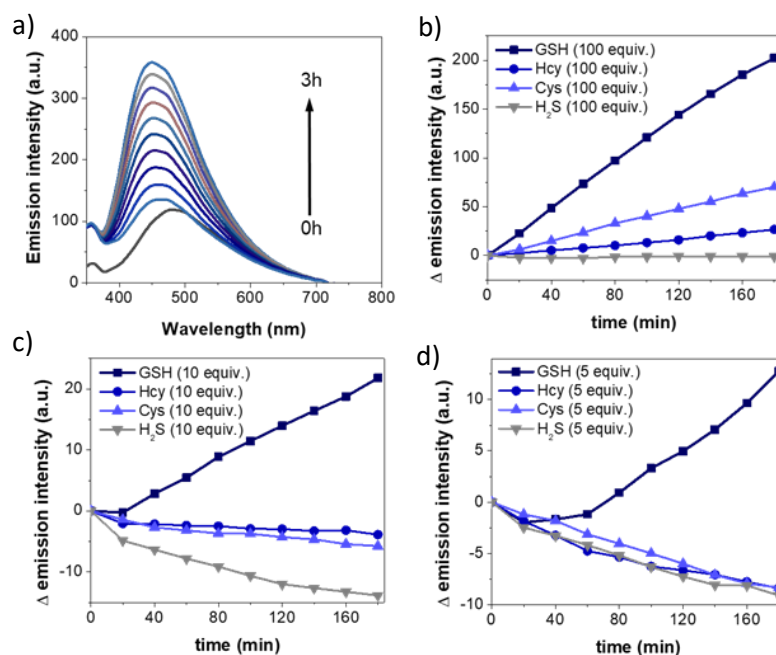 a)
400
300
200
100
0
Emission intensity (a.u.)
3h
0h
400 500 600 700 800
Wavelength (nm)
b)
200
150
100
50
0
Δ emission intensity (a.u.)
GSH (100 equiv.)
Hcy (100 equiv.)
Cys (100 equiv.)
H₂S (100 equiv.)
0 40 80 120 160
time (min)
c)
20
10
0
-10
Δ emission intensity (a.u.)
GSH (10 equiv.)
Hcy (10 equiv.)
Cys (10 equiv.)
H₂S (10 equiv.)
0 40 80 120 160
time (min)
d)
10
5
0
-5
-10
Δ emission intensity (a.u.)
GSH (5 equiv.)
Hcy (5 equiv.)
Cys (5 equiv.)
H₂S (5 equiv.)
0 40 80 120 160
time (min)